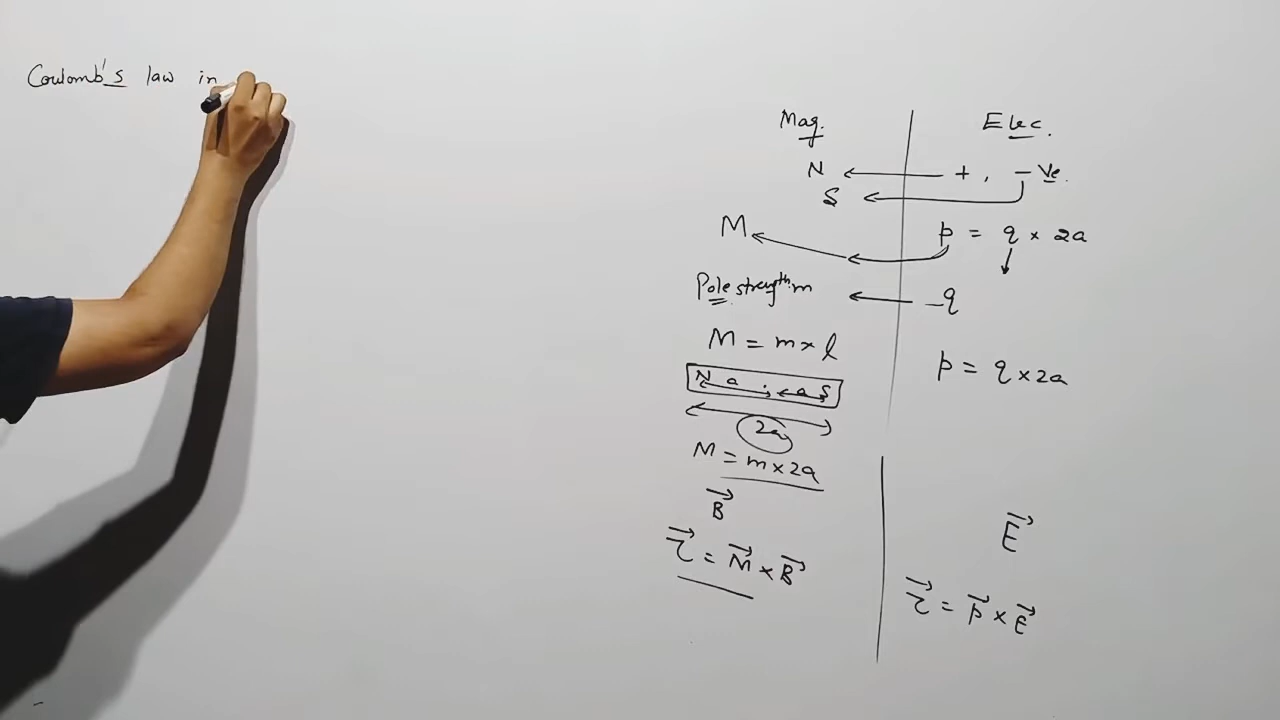 Coulomb's law in
Mag. Elec.
N + , -ve.
S
M p = q × 2a
Pole strength m -q
M = m × l
p = q × 2a
N a . a S
2a
M = m × 2a
B⃗
E⃗
τ⃗ = M⃗ × B⃗
τ⃗ = p⃗ × E⃗